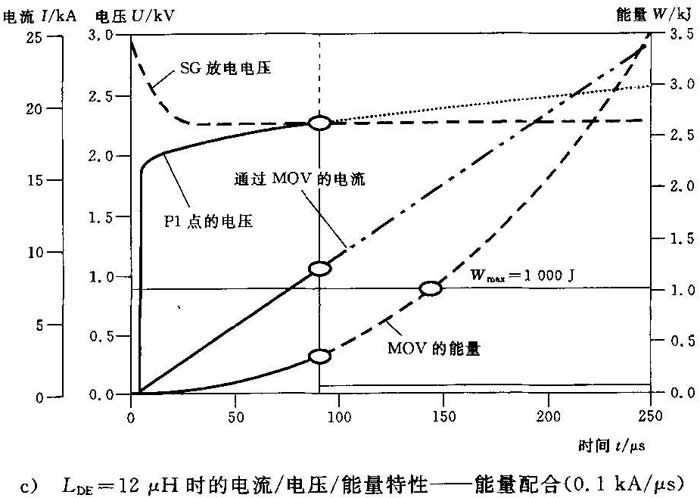 电流 I/kA 电压 U/kV 能量 W/kJ
25 3.0 3.5
SG 放电电压 3.0
20 2.5 2.5
2.0
15 通过 MOV 的电流 2.0
P1 点的电压
1.5
10 1.5
1.0 Wmax=1 000 J 1.0
5 0.5 MOV 的能量 0.5
0 0.0 0.0
0 50 100 150 200 250
时间 t/μs
c) LDE=12 μH 时的电流/电压/能量特性——能量配合(0.1 kA/μs)